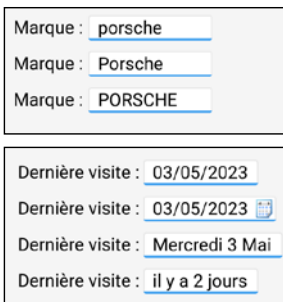 Marque : porsche
Marque : Porsche
Marque : PORSCHE
Dernière visite : 03/05/2023
Dernière visite : 03/05/2023
Dernière visite : Mercredi 3 Mai
Dernière visite : il y a 2 jours